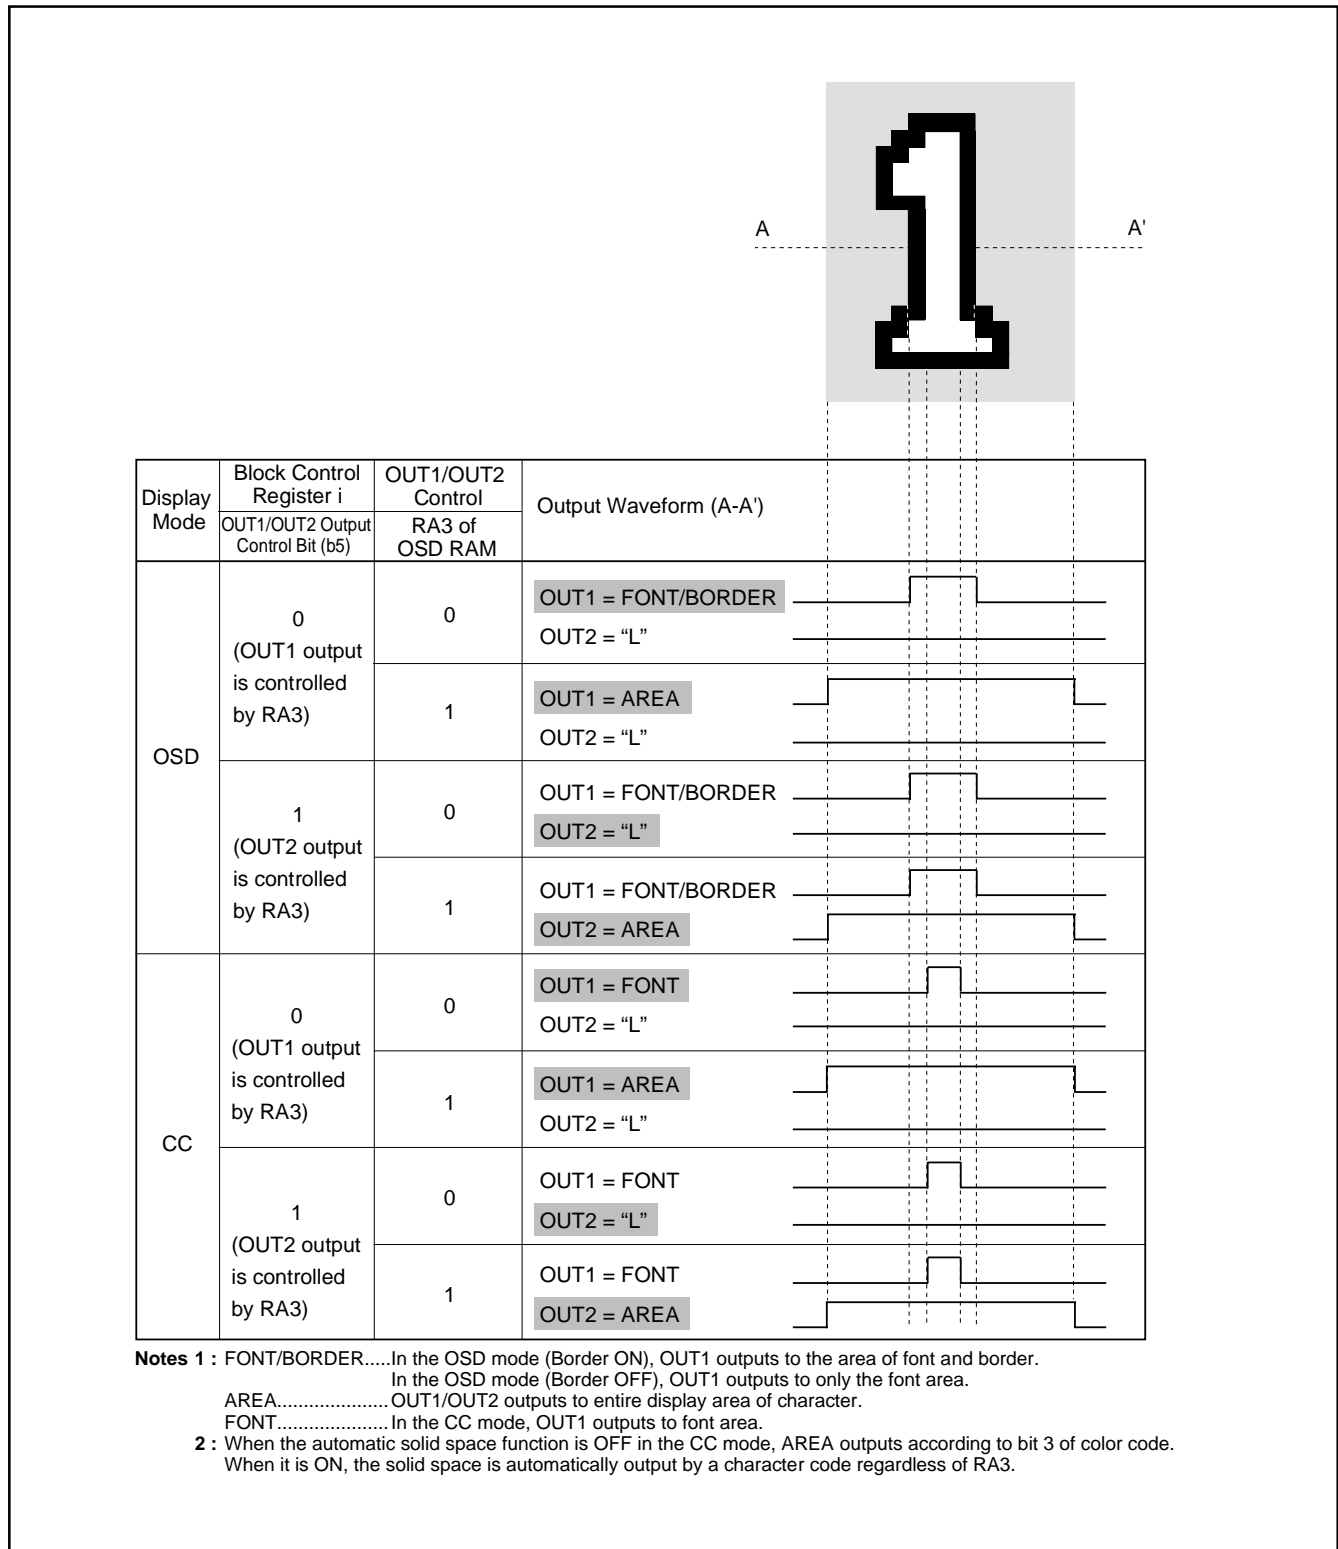 A
A'
Display Mode
Block Control Register i
OUT1/OUT2 Output Control Bit (b5)
OUT1/OUT2 Control
RA3 of OSD RAM
Output Waveform (A-A')
OSD
0
(OUT1 output
is controlled
by RA3)
0
OUT1 = FONT/BORDER
OUT2 = “L”
1
OUT1 = AREA
OUT2 = “L”
1
(OUT2 output
is controlled
by RA3)
0
OUT1 = FONT/BORDER
OUT2 = “L”
1
OUT1 = FONT/BORDER
OUT2 = AREA
CC
0
(OUT1 output
is controlled
by RA3)
0
OUT1 = FONT
OUT2 = “L”
1
OUT1 = AREA
OUT2 = “L”
1
(OUT2 output
is controlled
by RA3)
0
OUT1 = FONT
OUT2 = “L”
1
OUT1 = FONT
OUT2 = AREA
Notes 1 : FONT/BORDER.....In the OSD mode (Border ON), OUT1 outputs to the area of font and border.
In the OSD mode (Border OFF), OUT1 outputs to only the font area.
AREA.....................OUT1/OUT2 outputs to entire display area of character.
FONT.....................In the CC mode, OUT1 outputs to font area.
2 : When the automatic solid space function is OFF in the CC mode, AREA outputs according to bit 3 of color code.
When it is ON, the solid space is automatically output by a character code regardless of RA3.